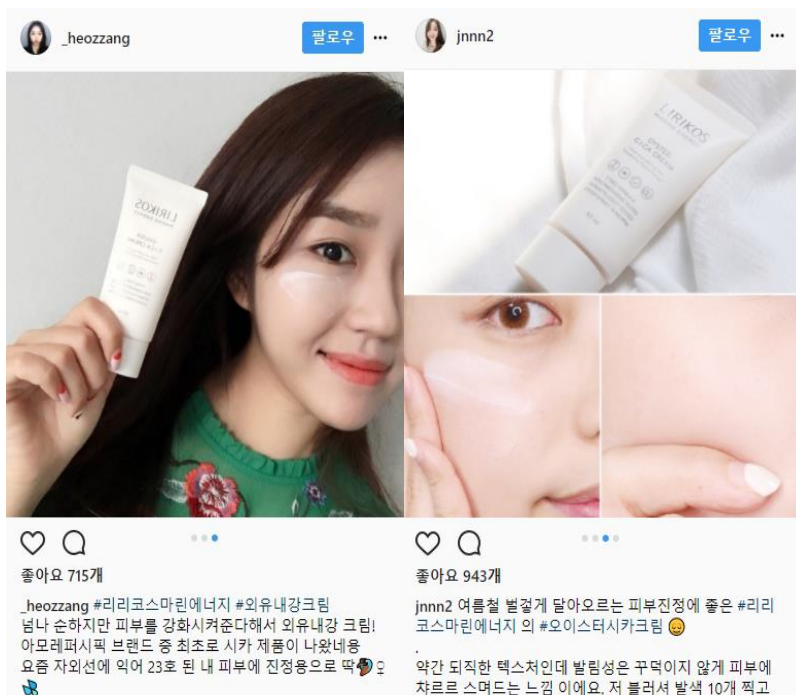 _heozzang
팔로우
LIRIKOS
좋아요 715개
_heozzang #리리코스마린에너지 #외유내강크림
넘나 순하지만 피부를 강화시켜준다해서 외유내강 크림!
아모레퍼시픽 브랜드 중 최초로 시카 제품이 나왔네용
요즘 자외선에 익어 23호 된 내 피부에 진정용으로 딱
jnnn2
팔로우
LIRIKOS
OYSTER
CICA CREAM
좋아요 943개
jnnn2 여름철 벌겋게 달아오르는 피부진정에 좋은 #리리
코스마린에너지 의 #오이스터시카크림 😌
.
약간 되직한 텍스처인데 발림성은 꾸덕이지 않게 피부에
챠르르 스며드는 느낌 이에요. 저 블러셔 발색 10개 찍고